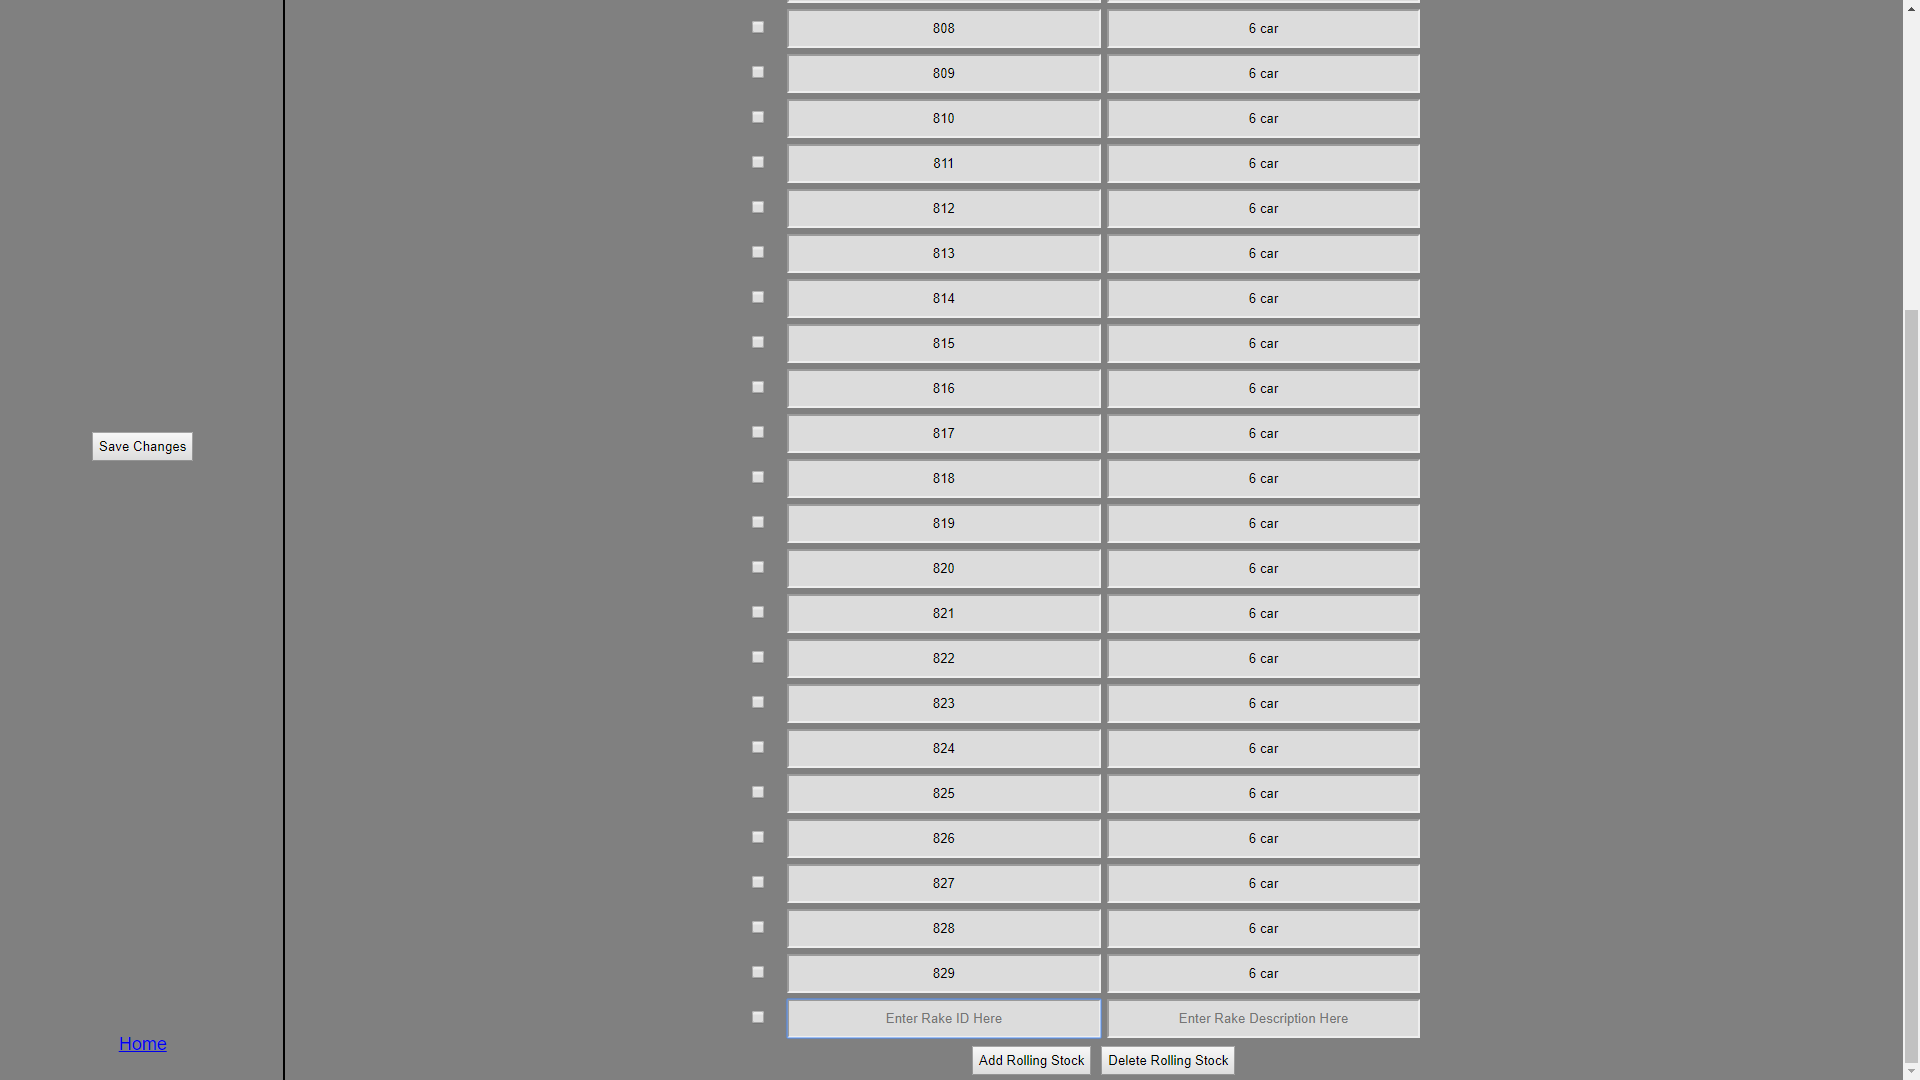 808 6 car
809 6 car
810 6 car
811 6 car
812 6 car
813 6 car
814 6 car
815 6 car
816 6 car
817 6 car
Save Changes
818 6 car
819 6 car
820 6 car
821 6 car
822 6 car
823 6 car
824 6 car
825 6 car
826 6 car
827 6 car
828 6 car
829 6 car
Enter Rake ID Here Enter Rake Description Here
Home
Add Rolling Stock Delete Rolling Stock